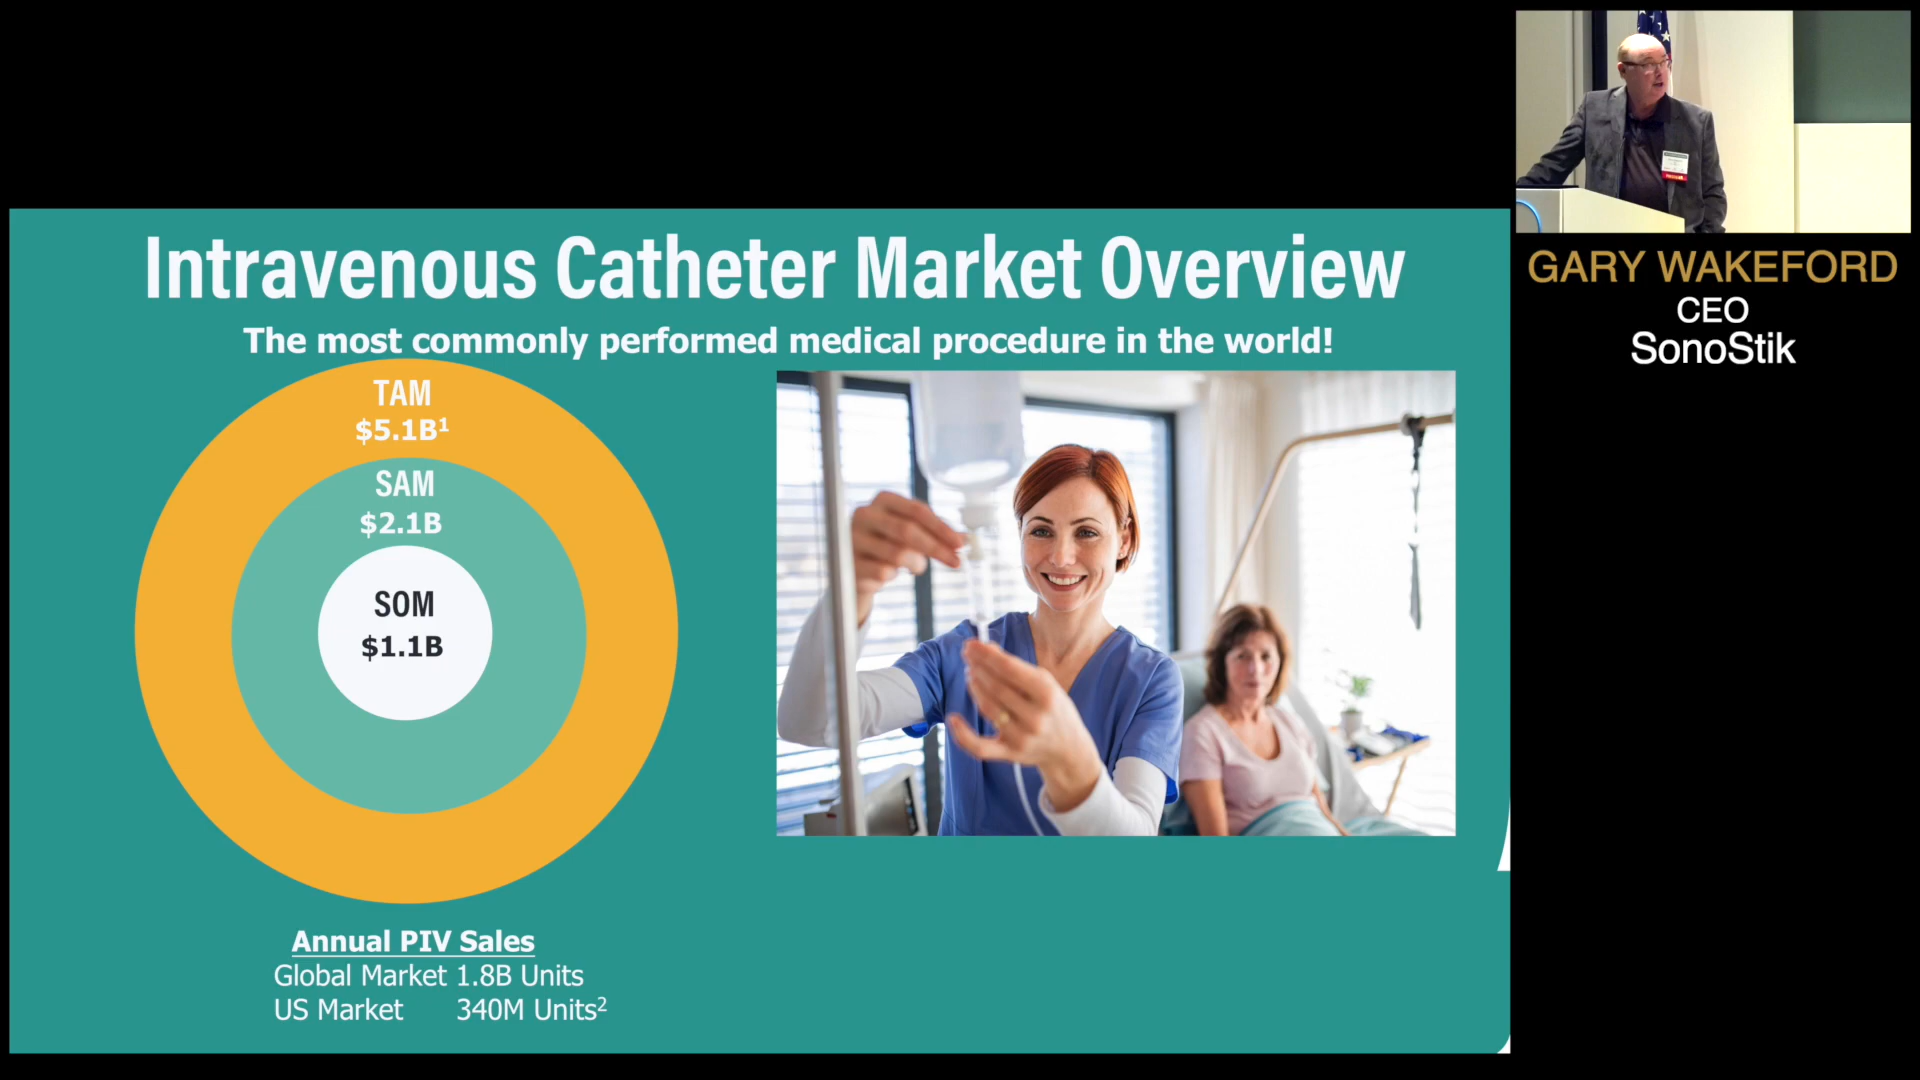 Intravenous Catheter Market Overview
The most commonly performed medical procedure in the world!
TAM
$5.1B¹
SAM
$2.1B
SOM
$1.1B
Annual PIV Sales
Global Market 1.8B Units
US Market 340M Units²
GARY WAKEFORD
CEO
SonoStik